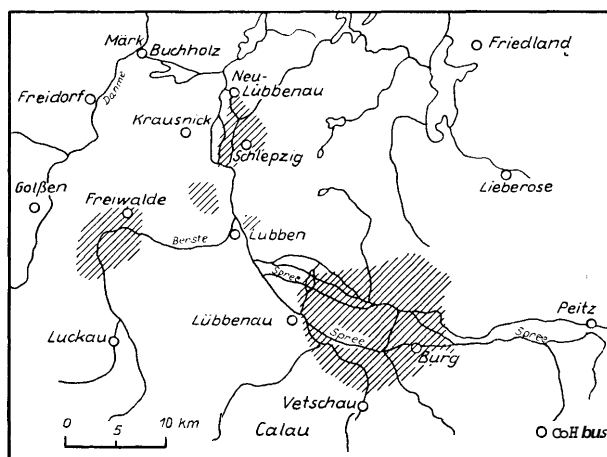 Märk
Buchholz
Friedland
Neu-
Lübbenau
Freidorf
Dahme
Krausnick
Schlepzig
Golßen
Lieberose
Freiwalde
Berste
Lübben
Spree
Peitz
Lübbenau
Spree
Spree
Luckau
Burg
Vetschau
0 5 10 km
Calau